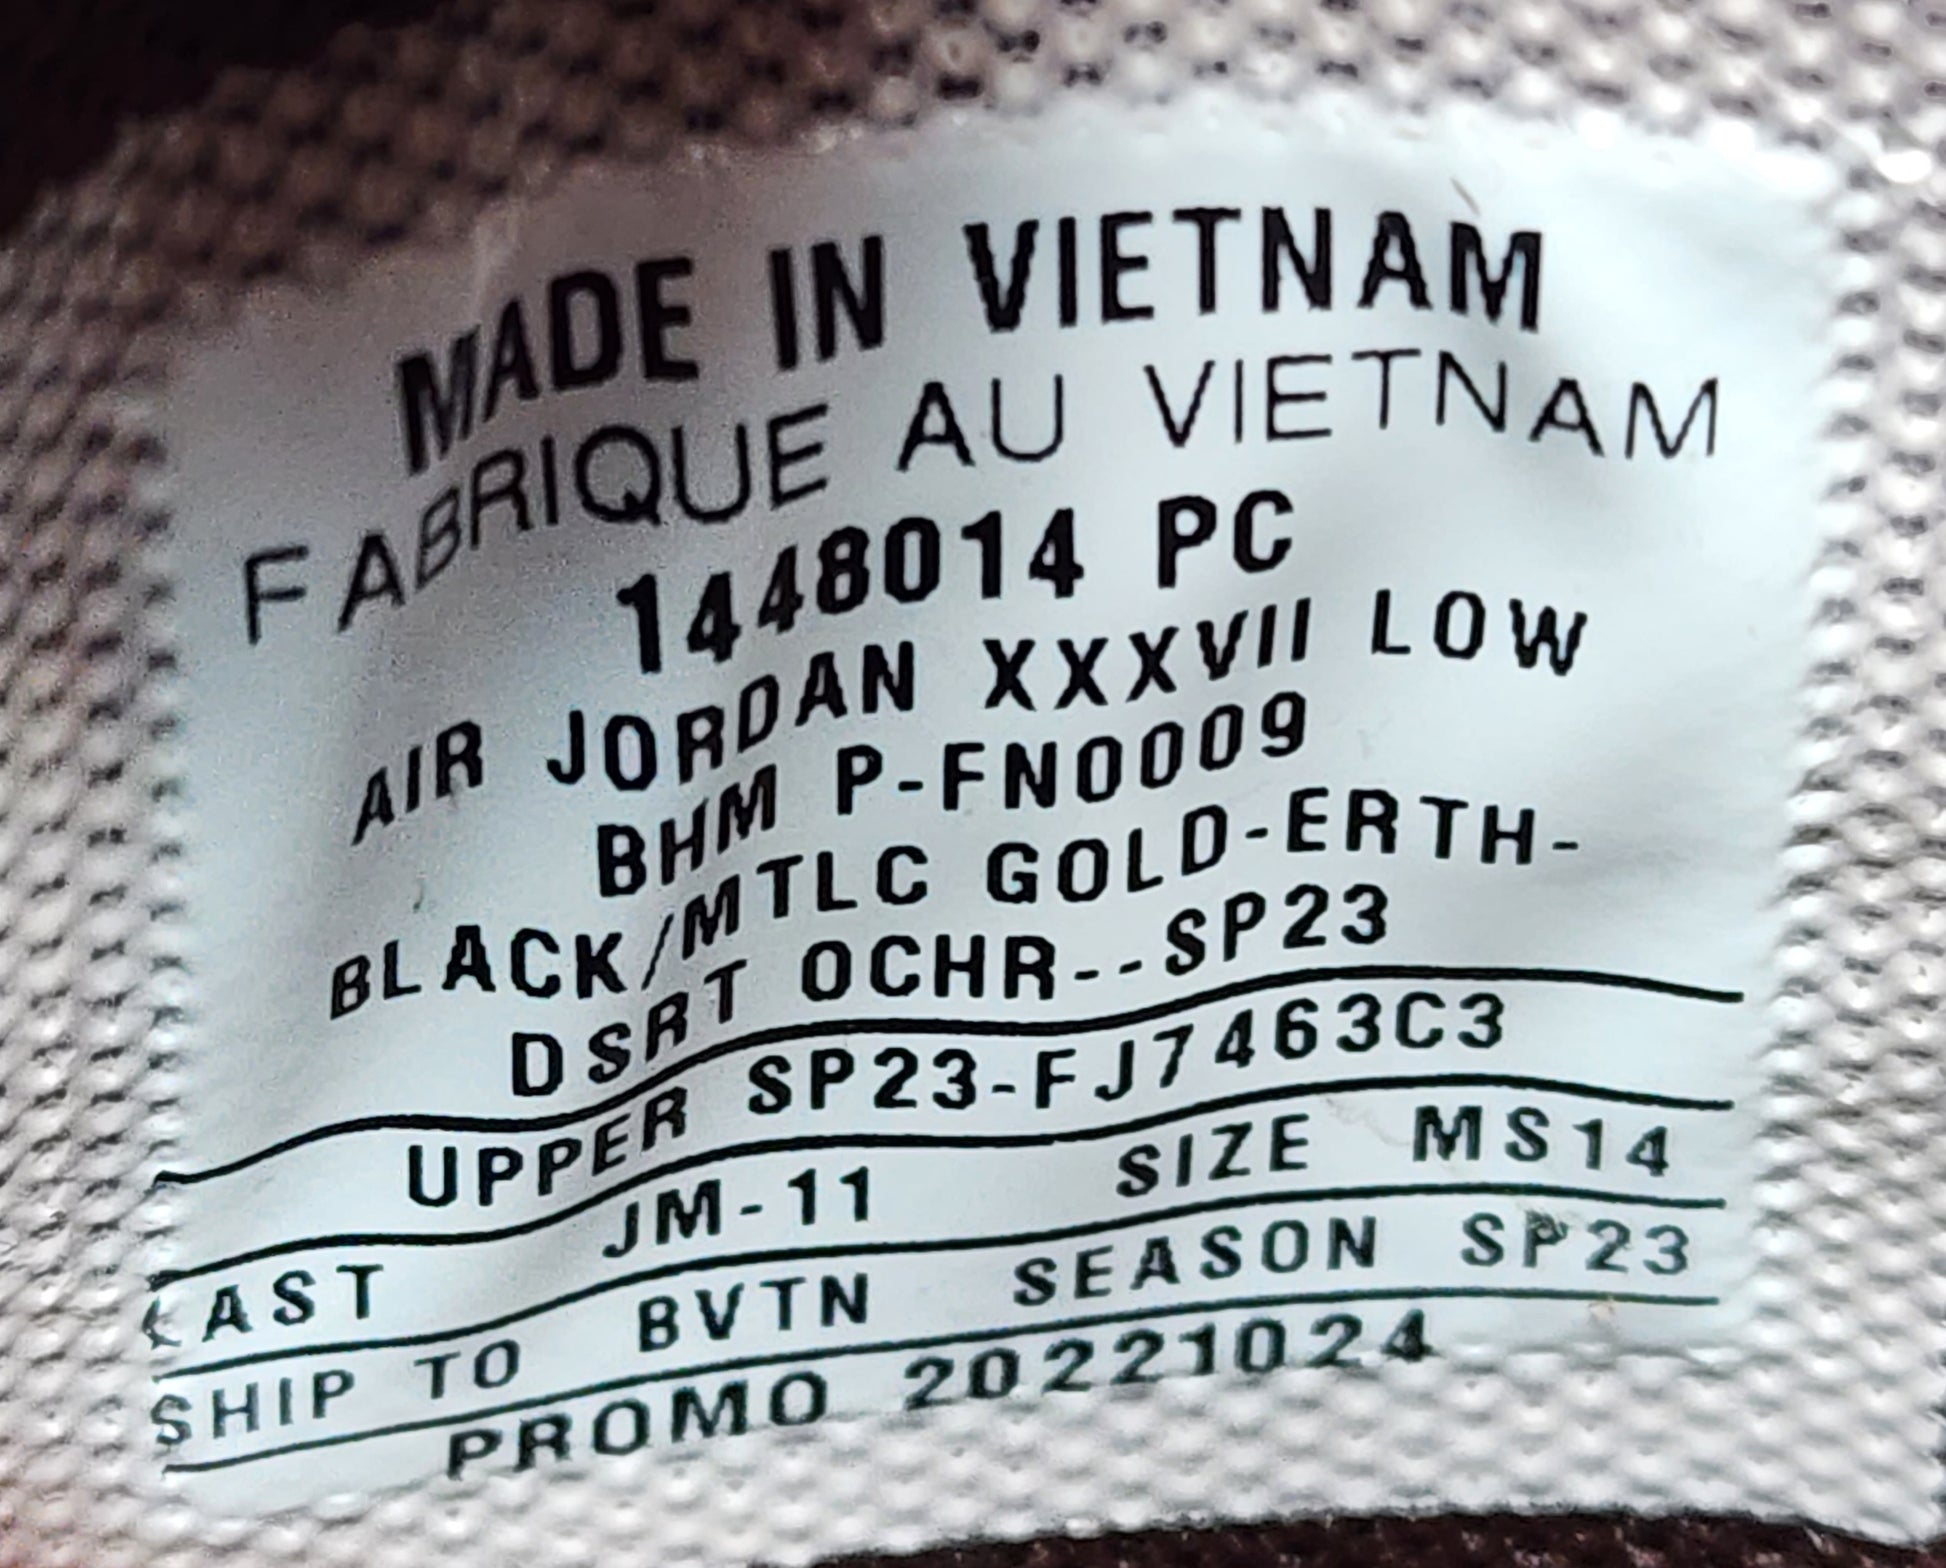 MADE IN VIETNAM
FABRIQUE AU VIETNAM
1448014 PC
AIR JORDAN XXXVII LOW
BHM P-FN0009
BLACK/MTLC GOLD-ERTH-
DSRT OCHR--SP23
UPPER SP23-FJ7463C3
LAST JM-11 SIZE MS14
SHIP TO BVTN SEASON SP23
PROMO 20221024